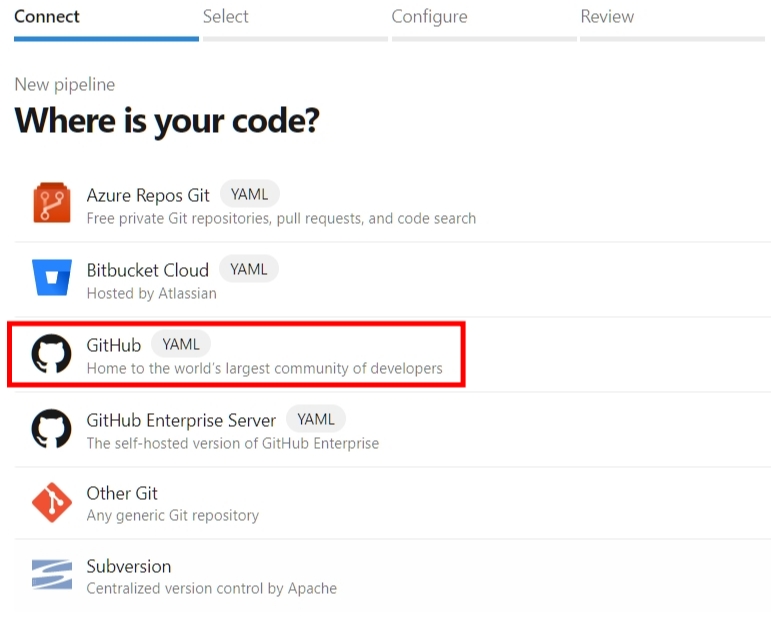 Connect Select Configure Review
New pipeline
Where is your code?
Azure Repos Git YAML
Free private Git repositories, pull requests, and code search
Bitbucket Cloud YAML
Hosted by Atlassian
GitHub YAML
Home to the world's largest community of developers
GitHub Enterprise Server YAML
The self-hosted version of GitHub Enterprise
Other Git
Any generic Git repository
Subversion
Centralized version control by Apache